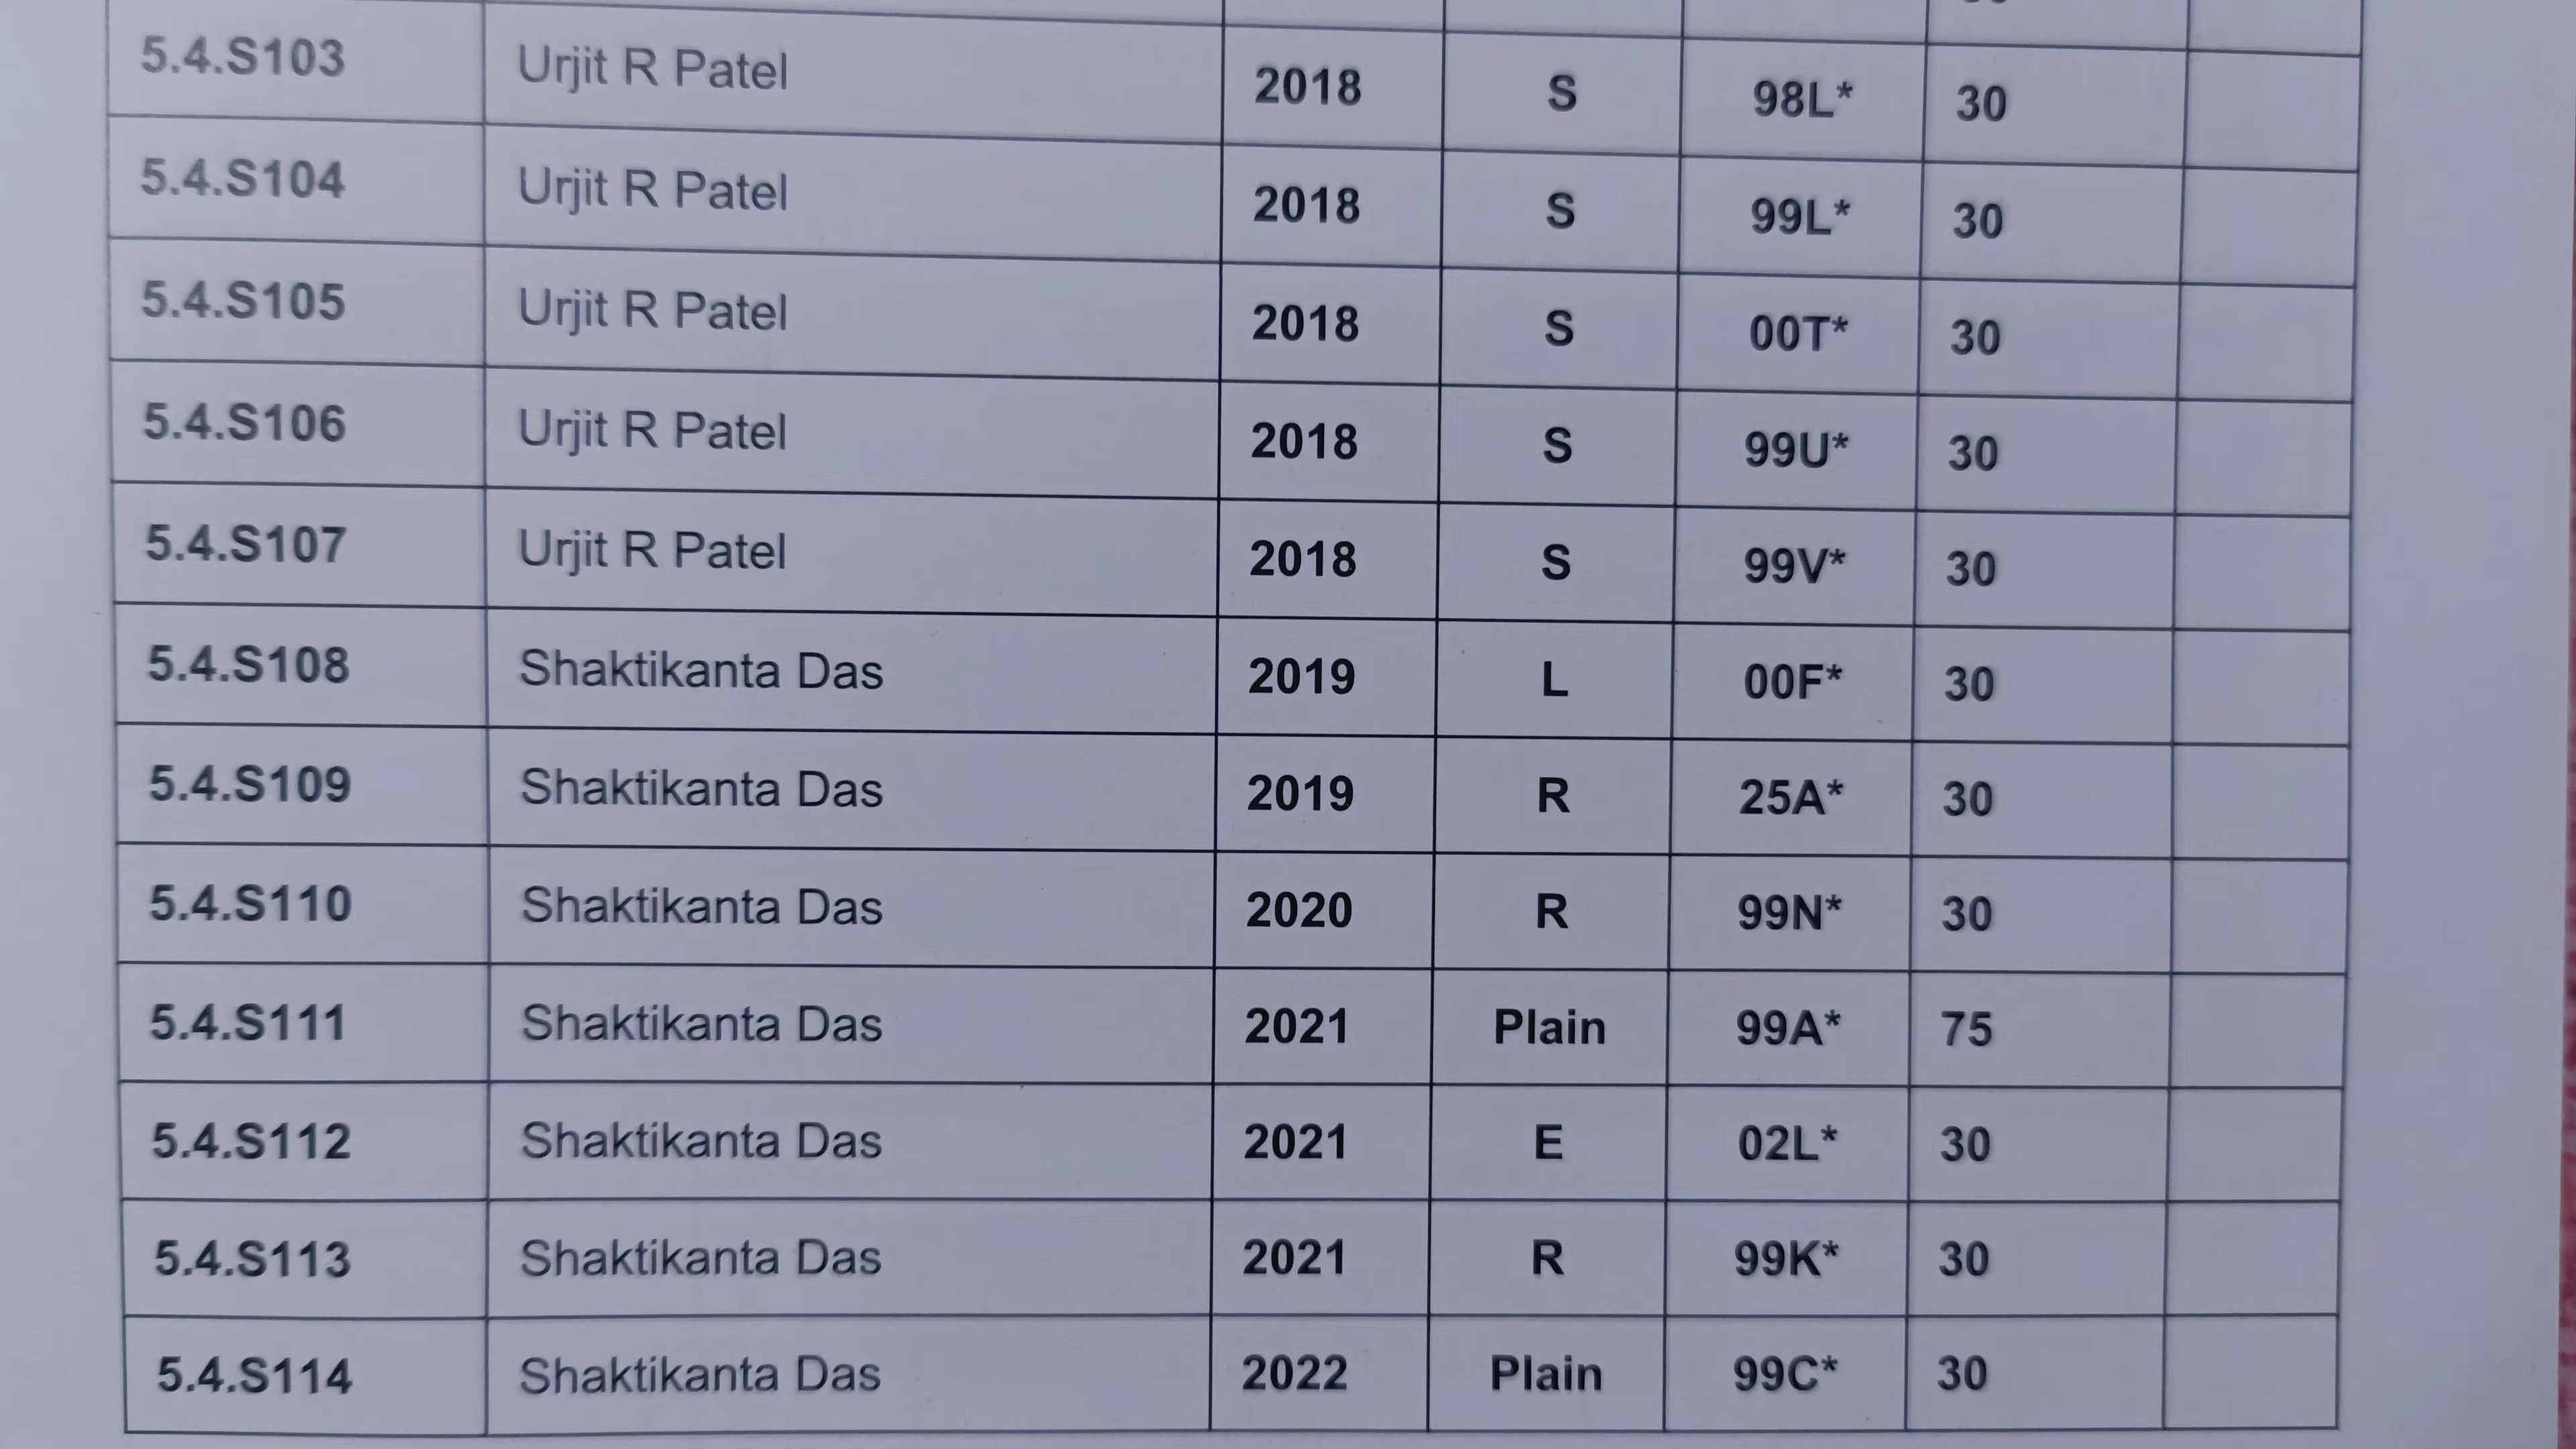 5.4.S103 Urjit R Patel 2018 S 98L* 30
5.4.S104 Urjit R Patel 2018 S 99L* 30
5.4.S105 Urjit R Patel 2018 S 00T* 30
5.4.S106 Urjit R Patel 2018 S 99U* 30
5.4.S107 Urjit R Patel 2018 S 99V* 30
5.4.S108 Shaktikanta Das 2019 L 00F* 30
5.4.S109 Shaktikanta Das 2019 R 25A* 30
5.4.S110 Shaktikanta Das 2020 R 99N* 30
5.4.S111 Shaktikanta Das 2021 Plain 99A* 75
5.4.S112 Shaktikanta Das 2021 E 02L* 30
5.4.S113 Shaktikanta Das 2021 R 99K* 30
5.4.S114 Shaktikanta Das 2022 Plain 99C* 30